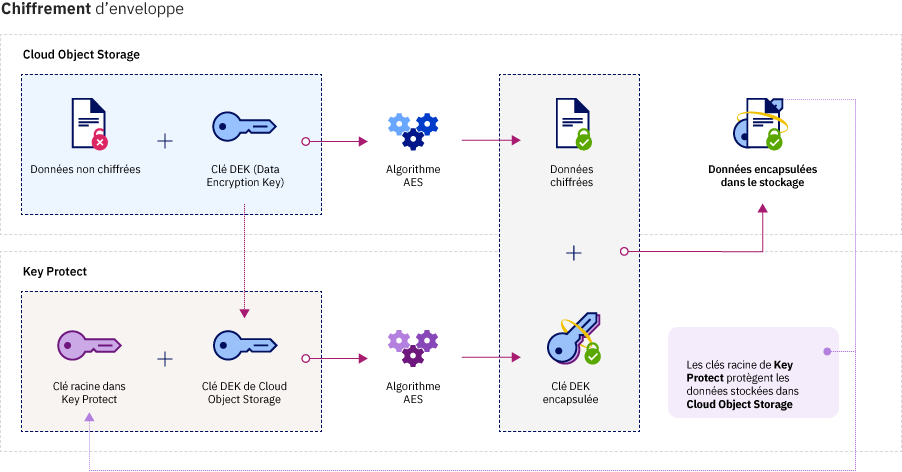 Chiffrement d’enveloppe
Cloud Object Storage
Données non chiffrées
Clé DEK (Data
Encryption Key)
Algorithme
AES
Données
chiffrées
Données encapsulées
dans le stockage
Key Protect
Clé racine dans
Key Protect
Clé DEK de Cloud
Object Storage
Algorithme
AES
Clé DEK
encapsulée
Les clés racine de Key
Protect protègent les
données stockées dans
Cloud Object Storage